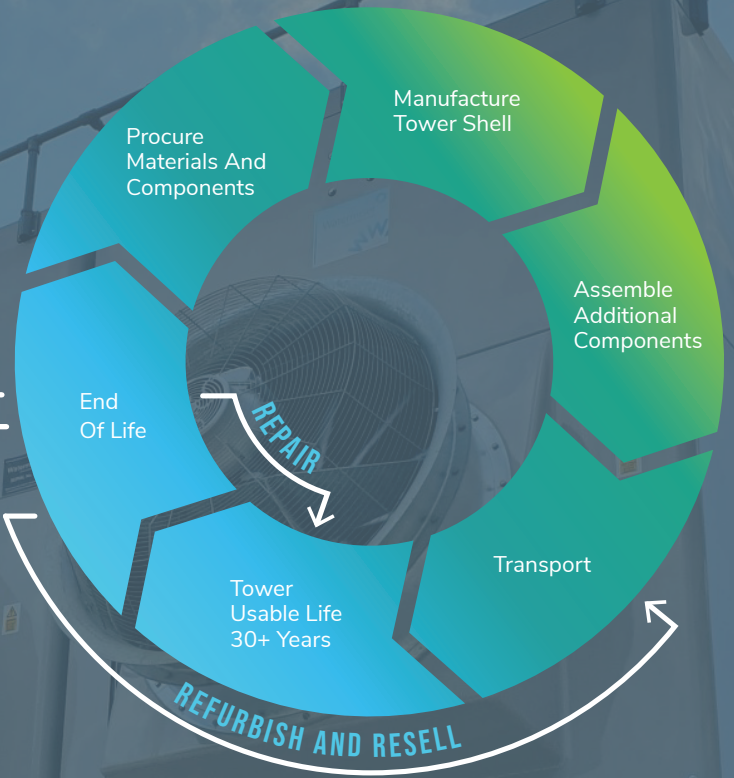 Procure
Materials And
Components
Manufacture
Tower Shell
Assemble
Additional
Components
Transport
Tower
Usable Life
30+ Years
End
Of Life
REPAIR
REFURBISH AND RESELL